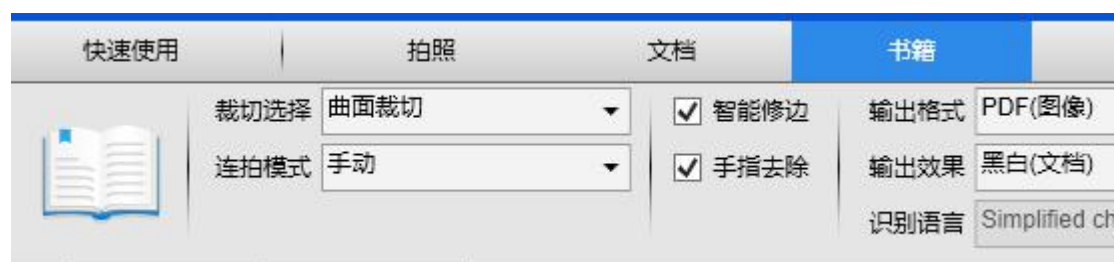 快速使用 拍照 文档 书籍
裁切选择 曲面裁切 智能修边 输出格式 PDF(图像)
连拍模式 手动 手指去除 输出效果 黑白(文档)
识别语言 Simplified ch